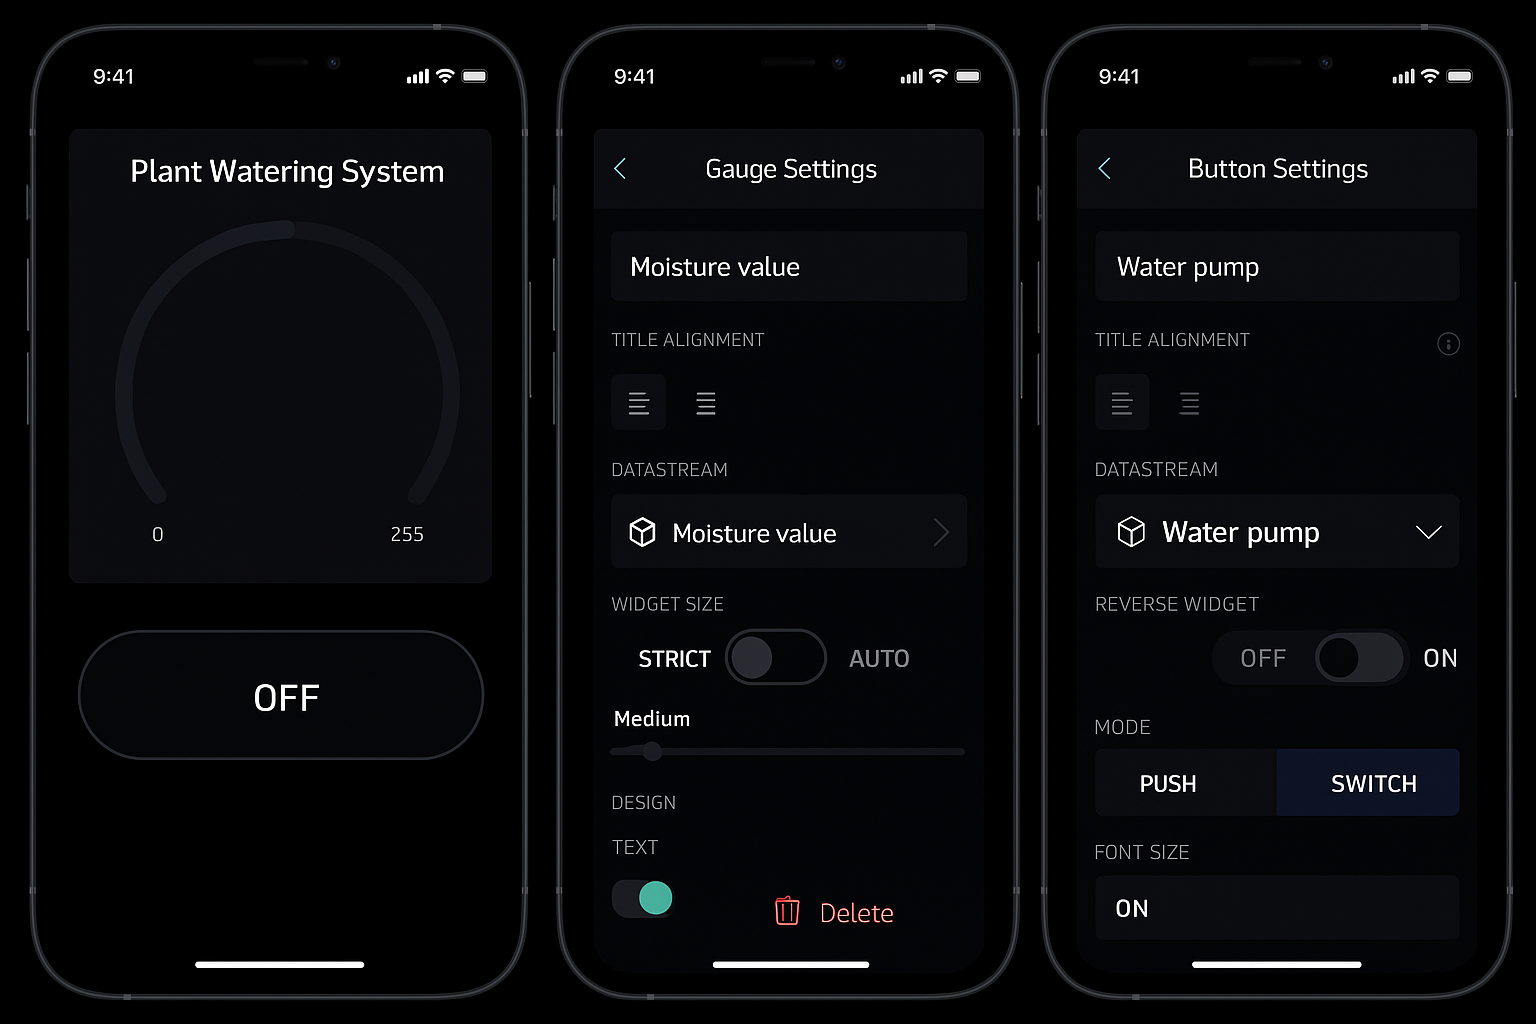 9:41
Plant Watering System
0
255
OFF
9:41
Gauge Settings
Moisture value
TITLE ALIGNMENT
DATASTREAM
Moisture value
WIDGET SIZE
STRICT
AUTO
Medium
DESIGN
TEXT
Delete
9:41
Button Settings
Water pump
TITLE ALIGNMENT
DATASTREAM
Water pump
REVERSE WIDGET
OFF
ON
MODE
PUSH
SWITCH
FONT SIZE
ON